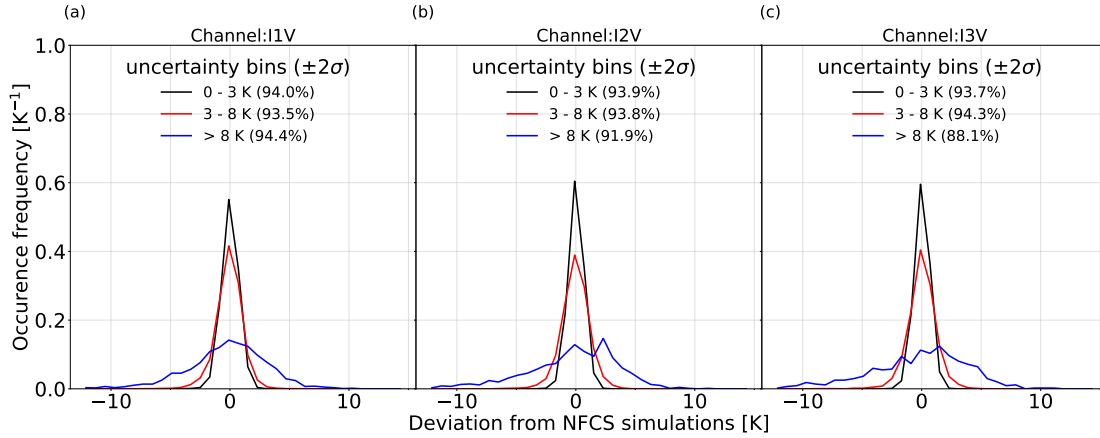 (a)
(b)
(c)
Channel:I1V
Channel:I2V
Channel:I3V
Occurence frequency [K⁻¹]
1.0
0.8
0.6
0.4
0.2
0.0
uncertainty bins (±2σ)
0 - 3 K (94.0%)
3 - 8 K (93.5%)
> 8 K (94.4%)
uncertainty bins (±2σ)
0 - 3 K (93.9%)
3 - 8 K (93.8%)
> 8 K (91.9%)
uncertainty bins (±2σ)
0 - 3 K (93.7%)
3 - 8 K (94.3%)
> 8 K (88.1%)
−10 0 10
−10 0 10
−10 0 10
Deviation from NFCS simulations [K]